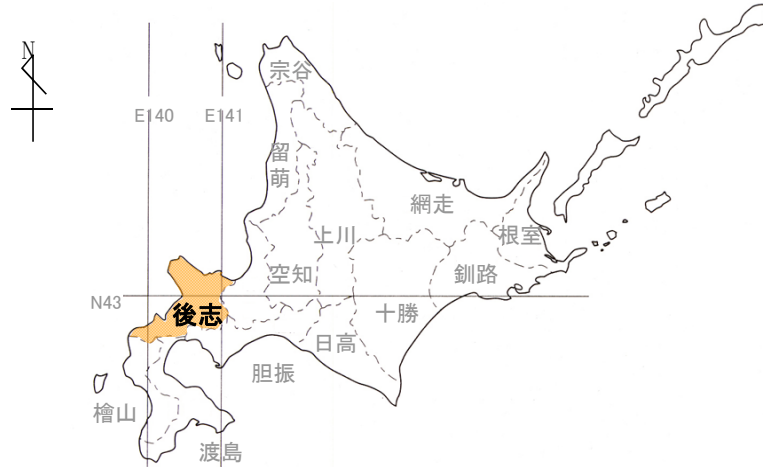 N
宗谷
E140
E141
留
萌
網走
上川
根室
空知
釧路
N43
後志
十勝
日高
胆振
檜山
渡島